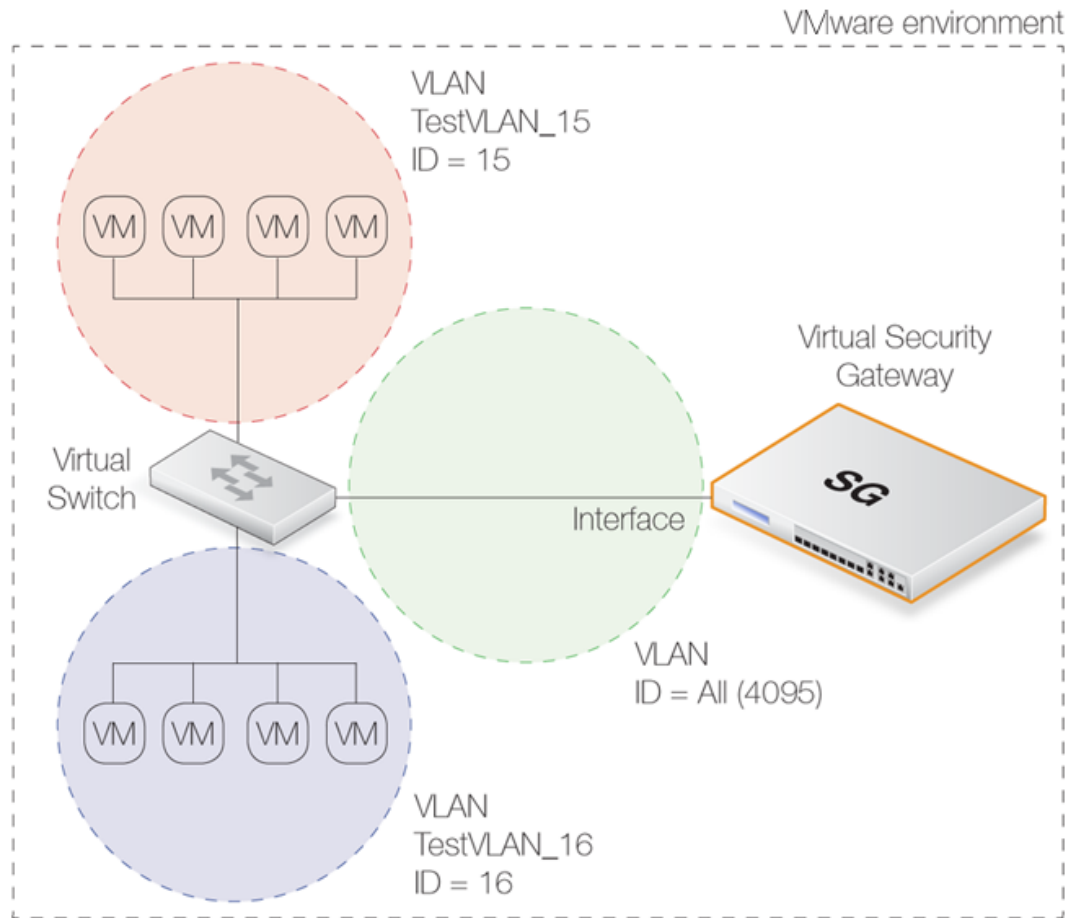 VMware environment
VLAN
TestVLAN_15
ID = 15
VM VM VM VM
Virtual Security
Gateway
Virtual
Switch
SG
Interface
VLAN
ID = All (4095)
VM VM VM VM
VLAN
TestVLAN_16
ID = 16